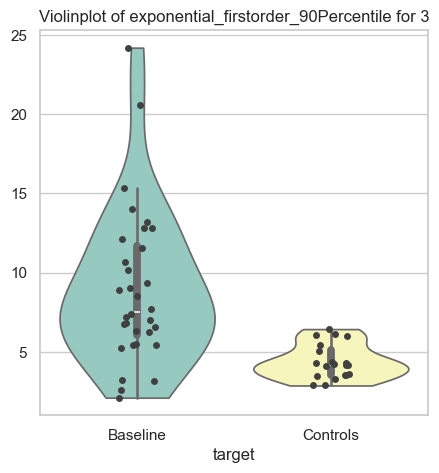 Violinplot of exponential_firstorder_90Percentile for 3
25
20
15
10
5
Baseline
Controls
target